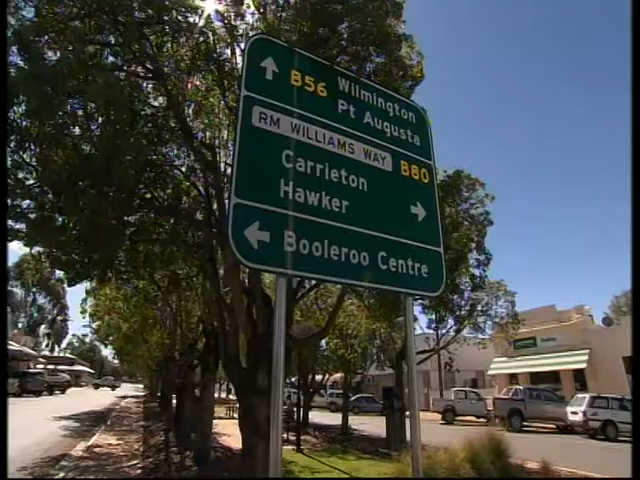 B56 Wilmington
Pt Augusta
RM WILLIAMS WAY
B80
Carrieton
Hawker
Booleroo Centre